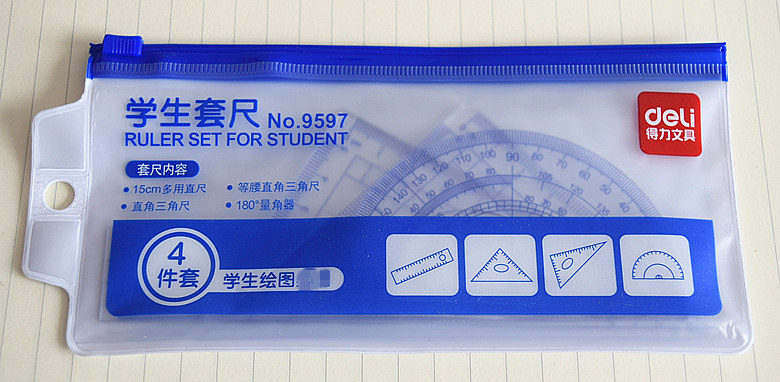 学生套尺 No.9597
RULER SET FOR STUDENT
deli
得力文具
套尺内容
• 15cm多用直尺 • 等腰直角三角尺
• 直角三角尺 • 180°量角器
4
件套
学生绘图